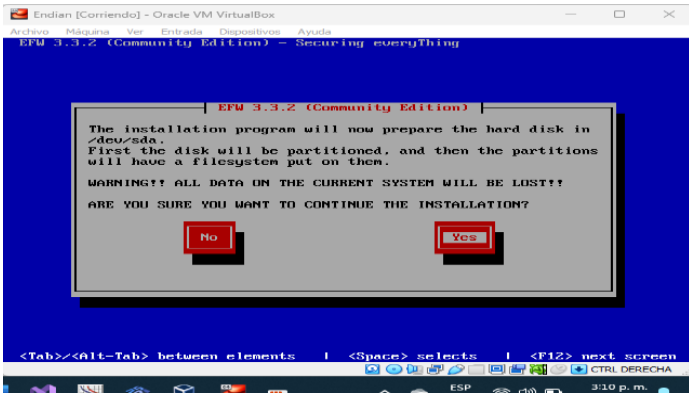 Endian [Corriendo] - Oracle VM VirtualBox
Archivo Máquina Ver Entrada Dispositivos Ayuda
EFW 3.3.2 (Community Edition) - Securing everyThing
EFW 3.3.2 (Community Edition)
The installation program will now prepare the hard disk in
/dev/sda.
First the disk will be partitioned, and then the partitions
will have a filesystem put on them.
WARNING!! ALL DATA ON THE CURRENT SYSTEM WILL BE LOST!!
ARE YOU SURE YOU WANT TO CONTINUE THE INSTALLATION?
No Yes
<Tab>/<Alt-Tab> between elements | <Space> selects | <F12> next screen
CTRL DERECHA
ESP 3:10 p. m.